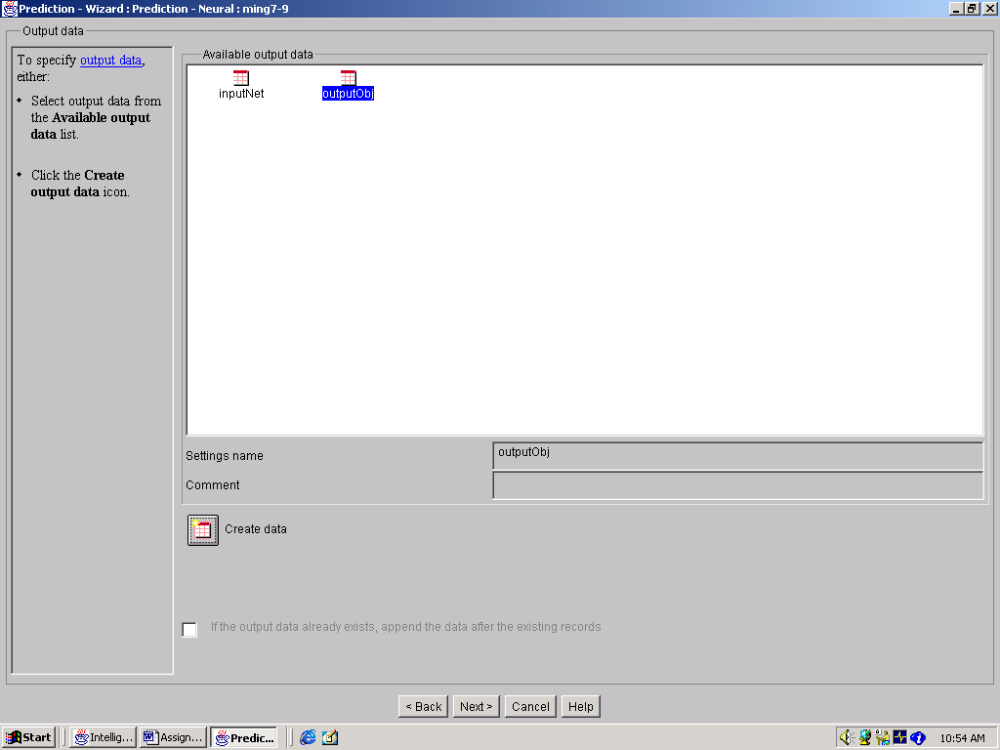 Prediction - Wizard : Prediction - Neural : ming7-9
Output data
To specify output data,
either:
• Select output data from
the Available output
data list.
• Click the Create
output data icon.
Available output data
inputNet
outputObj
Settings name
outputObj
Comment
Create data
If the output data already exists, append the data after the existing records
< Back
Next >
Cancel
Help
Start
Intellig...
Assign...
Predic...
10:54 AM